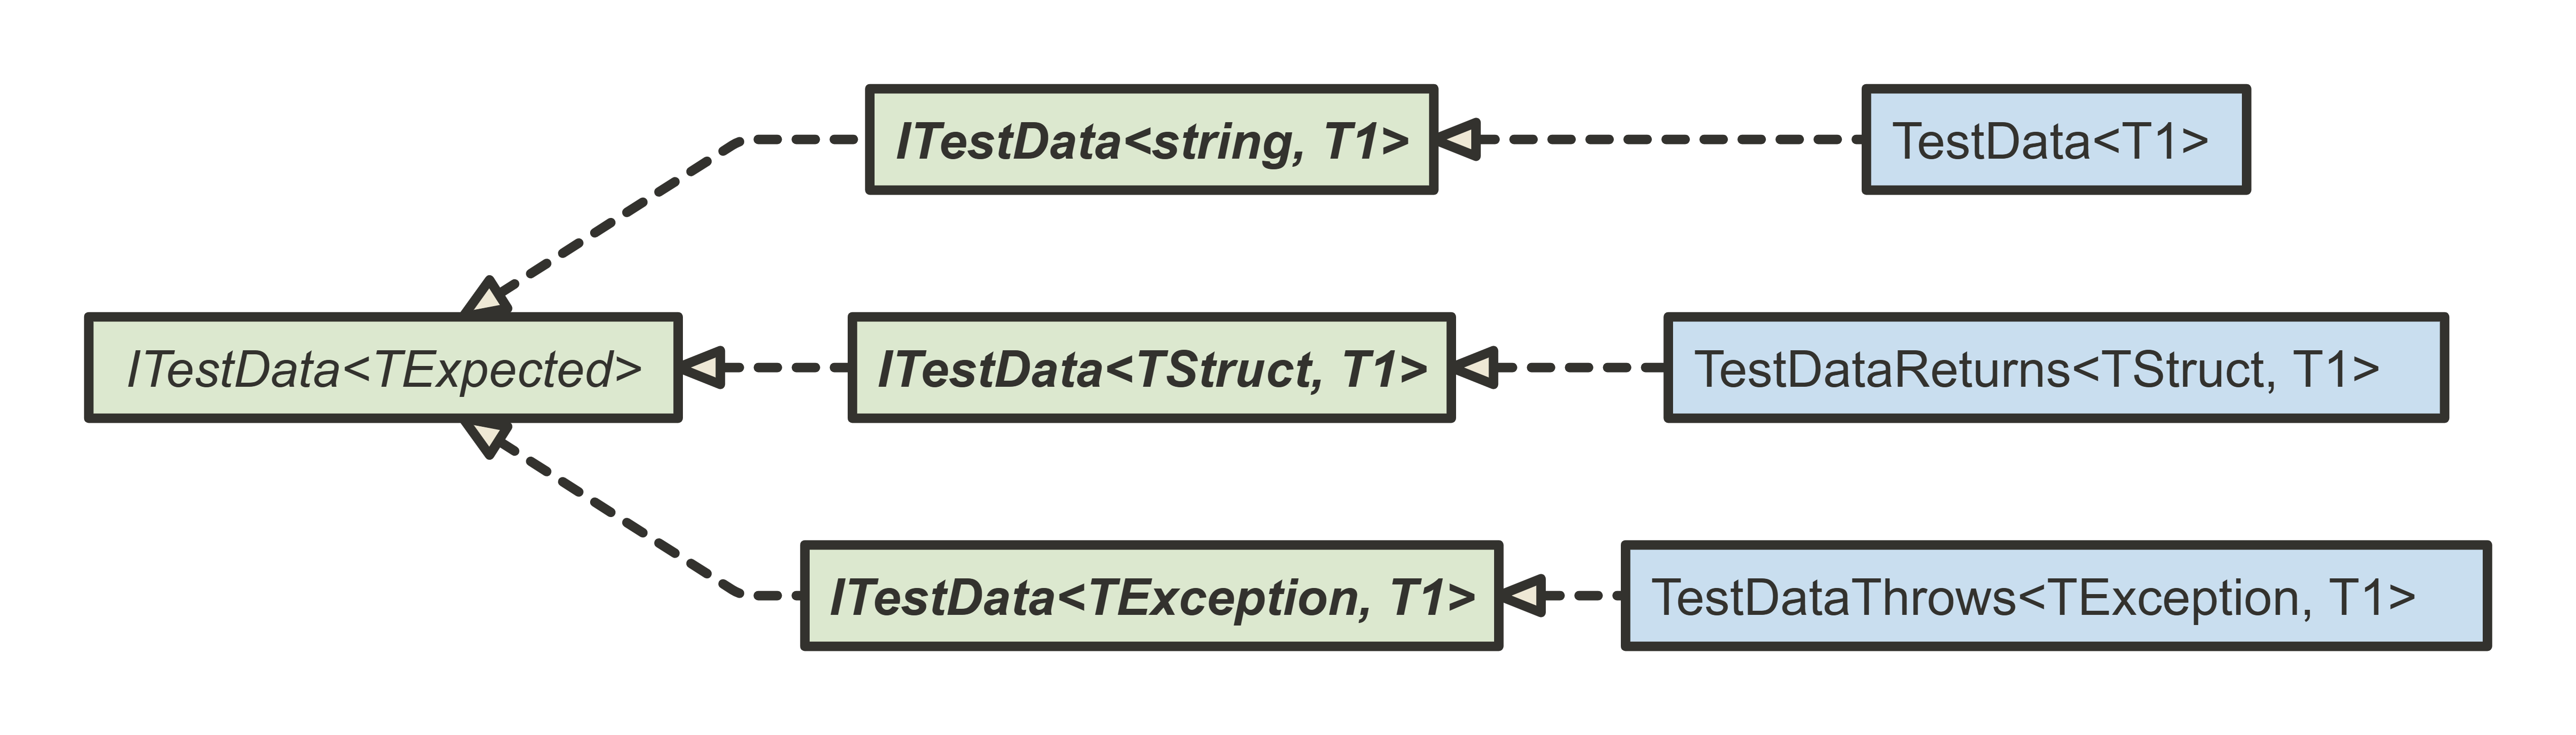 ITestData<string, T1>
TestData<T1>
ITestData<TExpected>
ITestData<TStruct, T1>
TestDataReturns<TStruct, T1>
ITestData<TException, T1>
TestDataThrows<TException, T1>